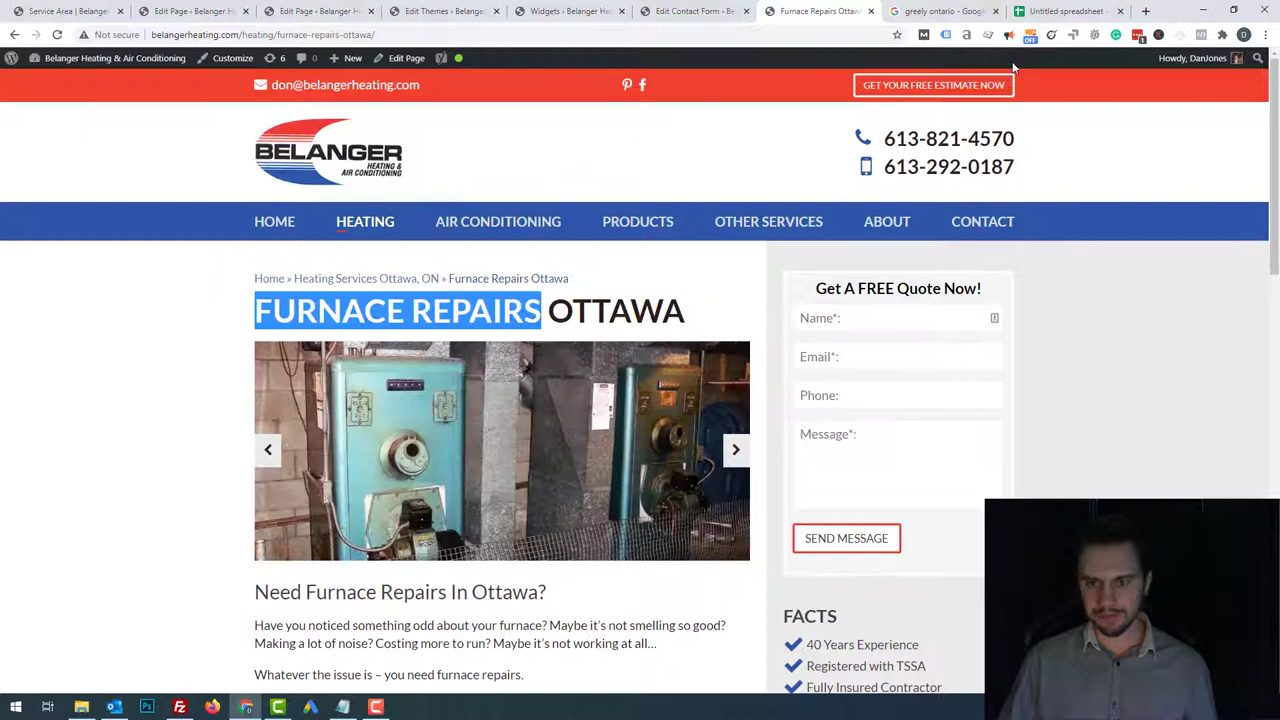 Service Area | Belange
Edit Page ‹ Belanger H
Edit Page ‹ Belanger H
Edit Themes ‹ Belange
Widgets ‹ Belanger He
Edit Contact Form ‹ Be
Furnace Repairs Ottaw
greely ontario - Google
Untitled spreadsheet -
Not secure | belangerheating.com/heating/furnace-repairs-ottawa/
OFF
1
D
Belanger Heating & Air Conditioning
Customize
6
0
New
Edit Page
Howdy, DanJones
don@belangerheating.com
GET YOUR FREE ESTIMATE NOW
BELANGER
HEATING &
AIR CONDITIONING
613-821-4570
613-292-0187
HOME
HEATING
AIR CONDITIONING
PRODUCTS
OTHER SERVICES
ABOUT
CONTACT
Home » Heating Services Ottawa, ON » Furnace Repairs Ottawa
FURNACE REPAIRS OTTAWA
Need Furnace Repairs In Ottawa?
Have you noticed something odd about your furnace? Maybe it's not smelling so good?
Making a lot of noise? Costing more to run? Maybe it's not working at all…
Whatever the issue is – you need furnace repairs.
Get A FREE Quote Now!
Name*:
Email*:
Phone:
Message*:
SEND MESSAGE
FACTS
40 Years Experience
Registered with TSSA
Fully Insured Contractor